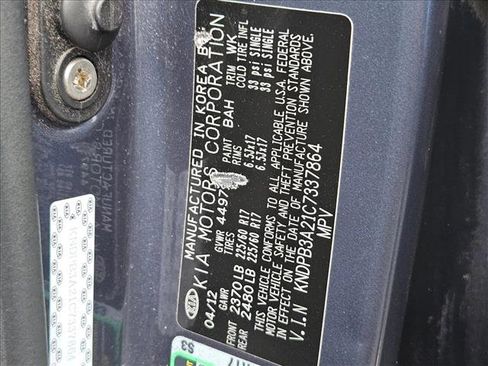 MANUFACTURED IN KOREA B
KIA KIA MOTORS CORPORATION
04/12 GVWR 4497 PAINT BAH TRIM WK
GAWR TIRES RIMS COLD TIRE INFL
FRONT 2370LB 225/60 R17 6.5Jx17 33 psi SINGLE
REAR 2480LB 225/60 R17 6.5Jx17 33 psi SINGLE
THIS VEHICLE CONFORMS TO ALL APPLICABLE U.S.A. FEDERAL
MOTOR VEHICLE SAFETY AND THEFT PREVENTION STANDARDS
IN EFFECT ON THE DATE OF MANUFACTURE SHOWN ABOVE.
V.I.N KNDPB3A21C7337864
MPV
S3